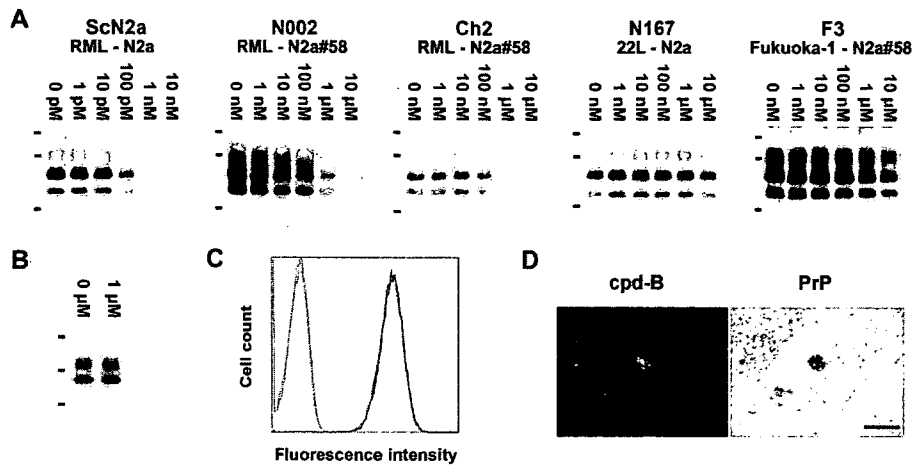 A
ScN2a
RML - N2a
0 pM
1 pM
10 pM
100 pM
1 nM
10 nM
N002
RML - N2a#58
0 nM
1 nM
10 nM
100 nM
1 µM
10 µM
Ch2
RML - N2a#58
0 nM
1 nM
10 nM
100 nM
1 µM
10 µM
N167
22L - N2a
0 nM
1 nM
10 nM
100 nM
1 µM
10 µM
F3
Fukuoka-1 - N2a#58
0 nM
1 nM
10 nM
100 nM
1 µM
10 µM
B
0 µM
1 µM
C
Cell count
Fluorescence intensity
D
cpd-B
PrP